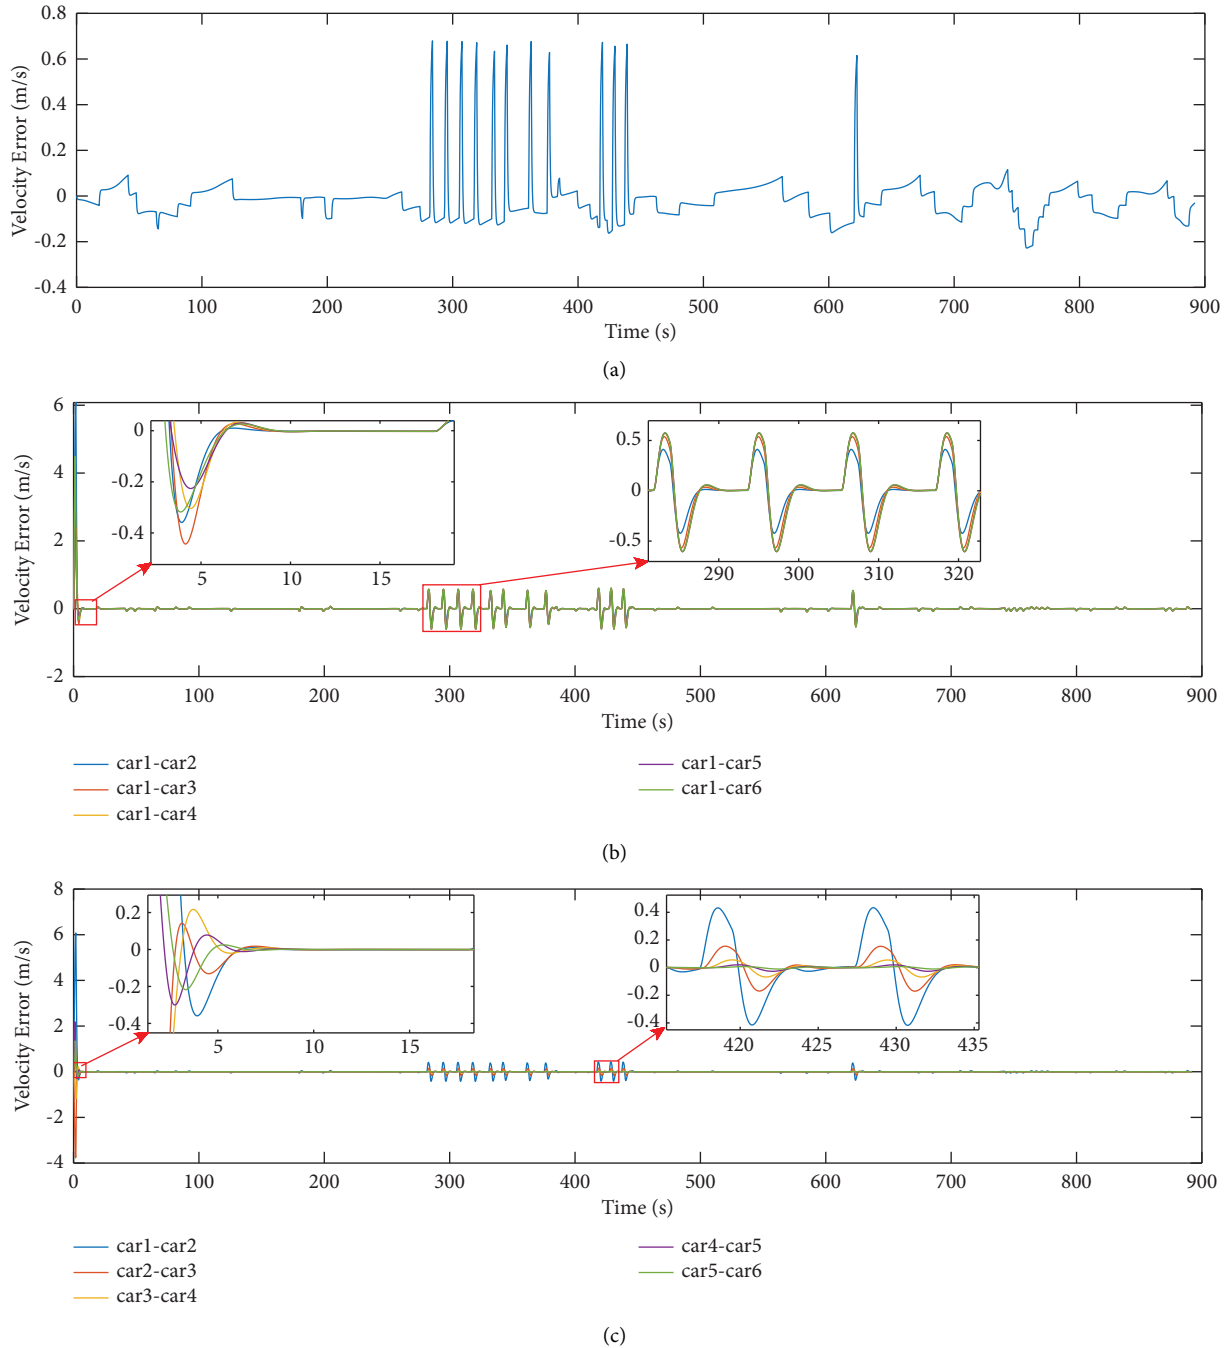 0.8
0.6
0.4
0.2
0
-0.2
-0.4
Velocity Error (m/s)
0 100 200 300 400 500 600 700 800 900
Time (s)
(a)
6
4
2
0
-2
Velocity Error (m/s)
0
-0.2
-0.4
5 10 15
0.5
0
-0.5
290 300 310 320
0 100 200 300 400 500 600 700 800 900
Time (s)
car1-car2
car1-car3
car1-car4
car1-car5
car1-car6
(b)
8
6
4
2
0
-2
-4
Velocity Error (m/s)
0.2
0
-0.2
-0.4
5 10 15
0.4
0.2
0
-0.2
-0.4
420 425 430 435
0 100 200 300 400 500 600 700 800 900
Time (s)
car1-car2
car2-car3
car3-car4
car4-car5
car5-car6
(c)